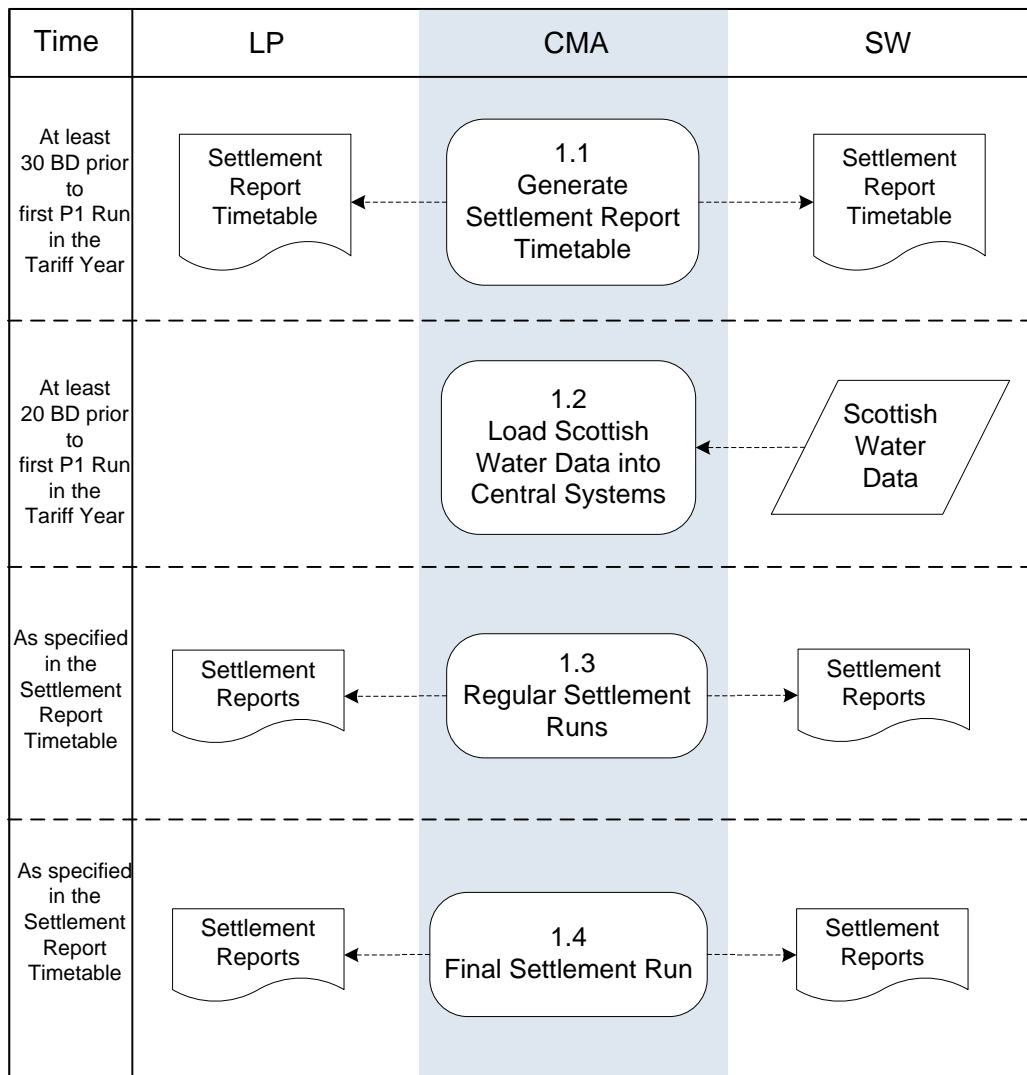 Time
LP
CMA
SW
At least
30 BD prior
to
first P1 Run
in the
Tariff Year
Settlement
Report
Timetable
1.1
Generate
Settlement Report
Timetable
Settlement
Report
Timetable
At least
20 BD prior
to
first P1 Run
in the
Tariff Year
1.2
Load Scottish
Water Data into
Central Systems
Scottish
Water
Data
As specified
in the
Settlement
Report
Timetable
Settlement
Reports
1.3
Regular Settlement
Runs
Settlement
Reports
As specified
in the
Settlement
Report
Timetable
Settlement
Reports
1.4
Final Settlement Run
Settlement
Reports